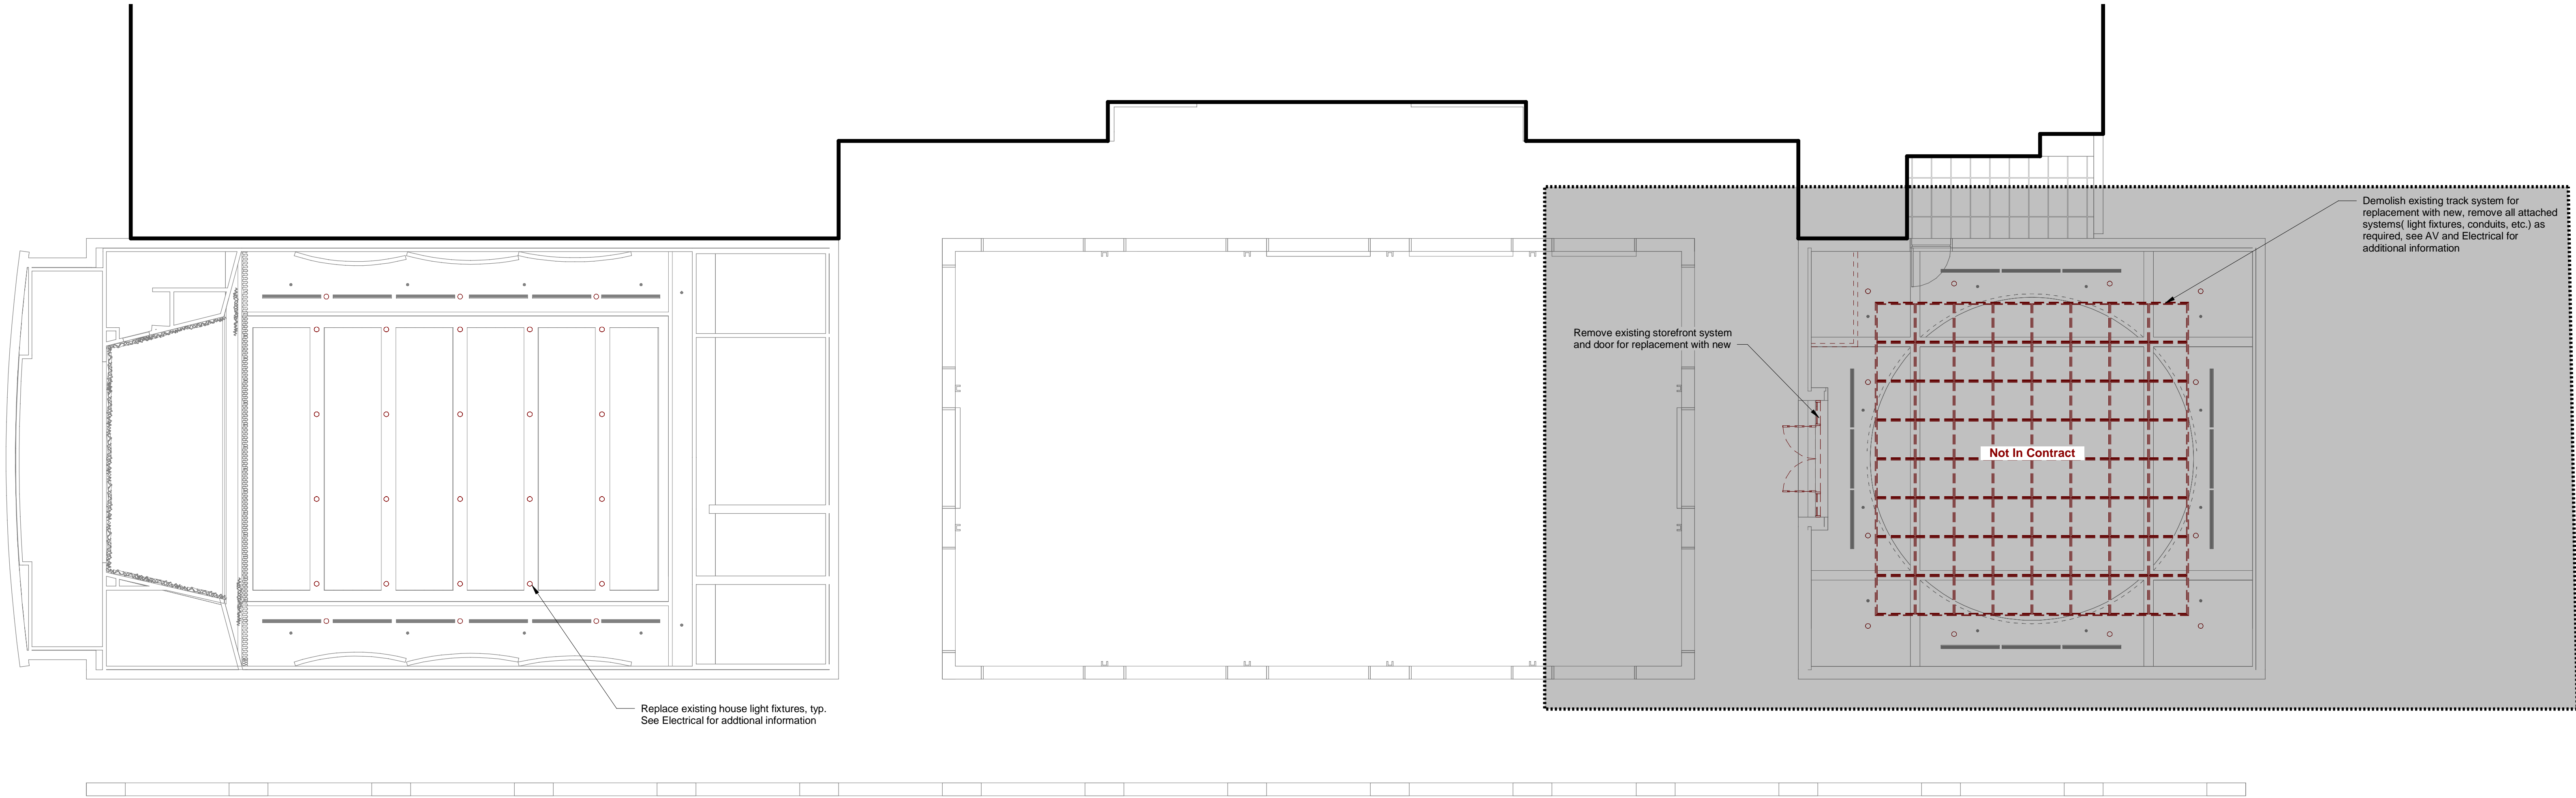 Demolish existing track system for
replacement with new, remove all attached
systems( light fixtures, conduits, etc.) as
required, see AV and Electrical for
additional information
Remove existing storefront system
and door for replacement with new
Not In Contract
Replace existing house light fixtures, typ.
See Electrical for addtional information